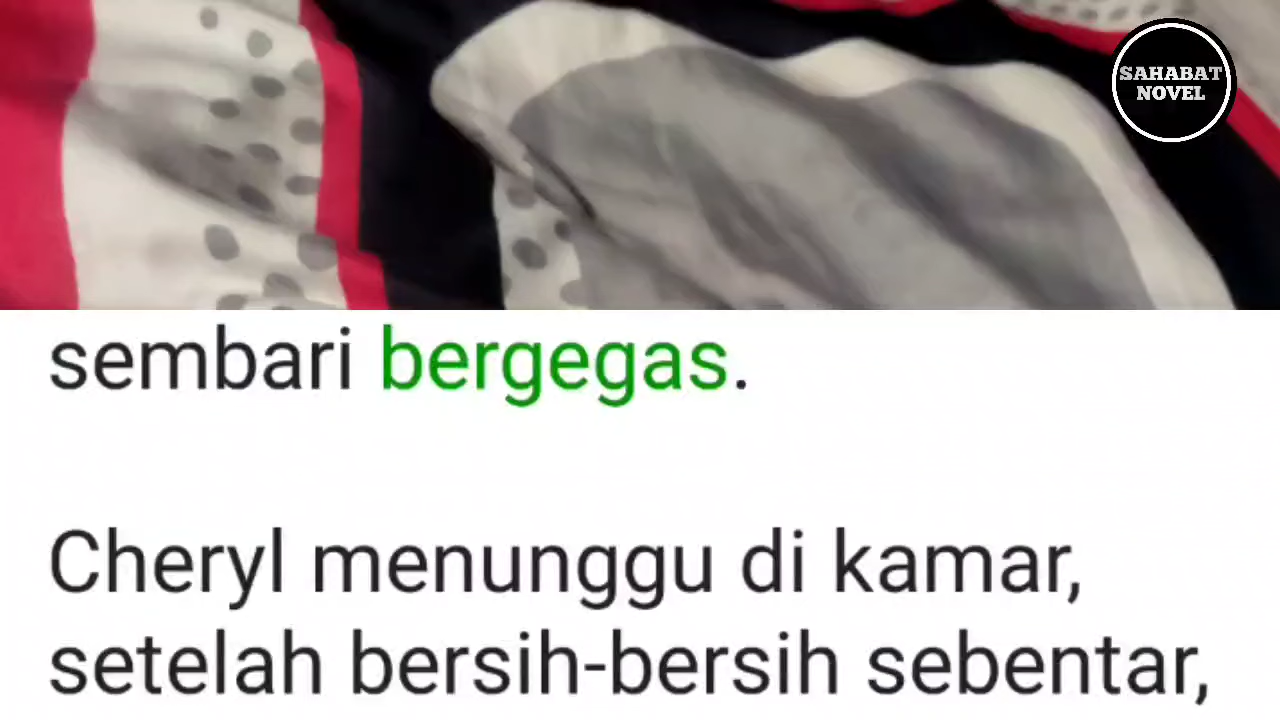 SAHABAT
NOVEL
sembari bergegas.
Cheryl menunggu di kamar,
setelah bersih-bersih sebentar,